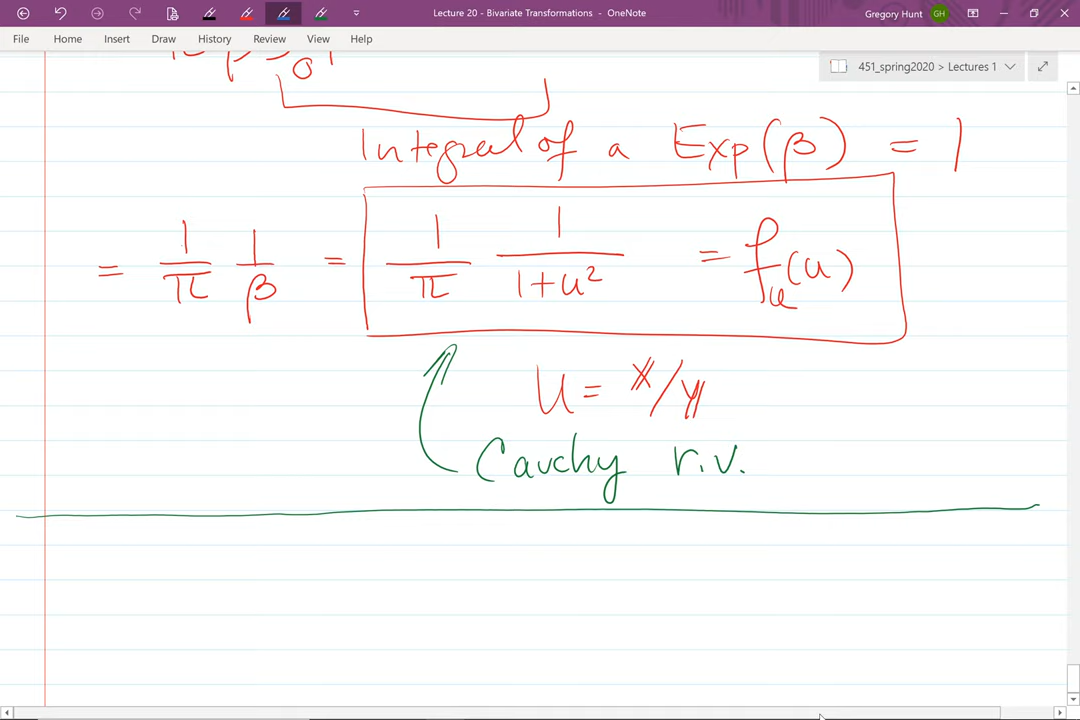 Lecture 20 - Bivariate Transformations - OneNote
Gregory Hunt GH
File Home Insert Draw History Review View Help
451_spring2020 > Lectures 1
Integral of a Exp(β) = 1
= 1/π 1/β = 1/π 1/(1+u²) = f_u(u)
U = X/Y
Cauchy r.v.